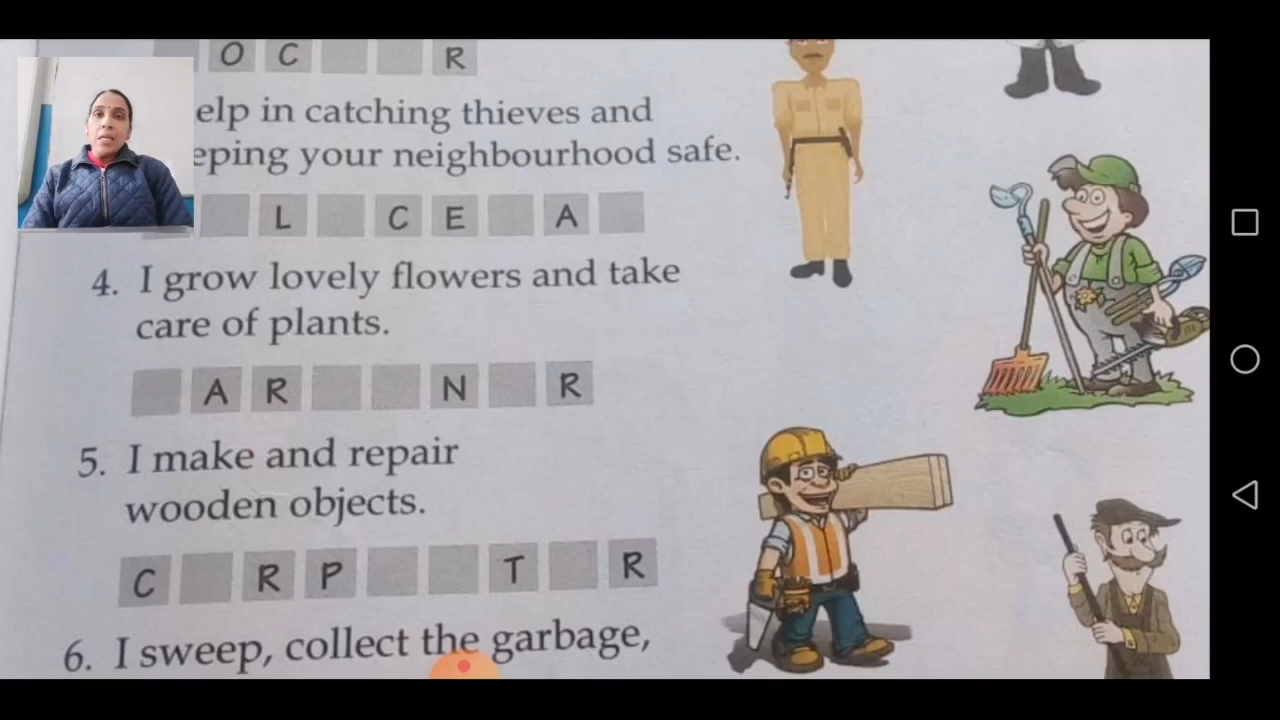 O C R
elp in catching thieves and
eping your neighbourhood safe.
L C E A
4. I grow lovely flowers and take
care of plants.
A R N R
5. I make and repair
wooden objects.
C R P T R
6. I sweep, collect the garbage,